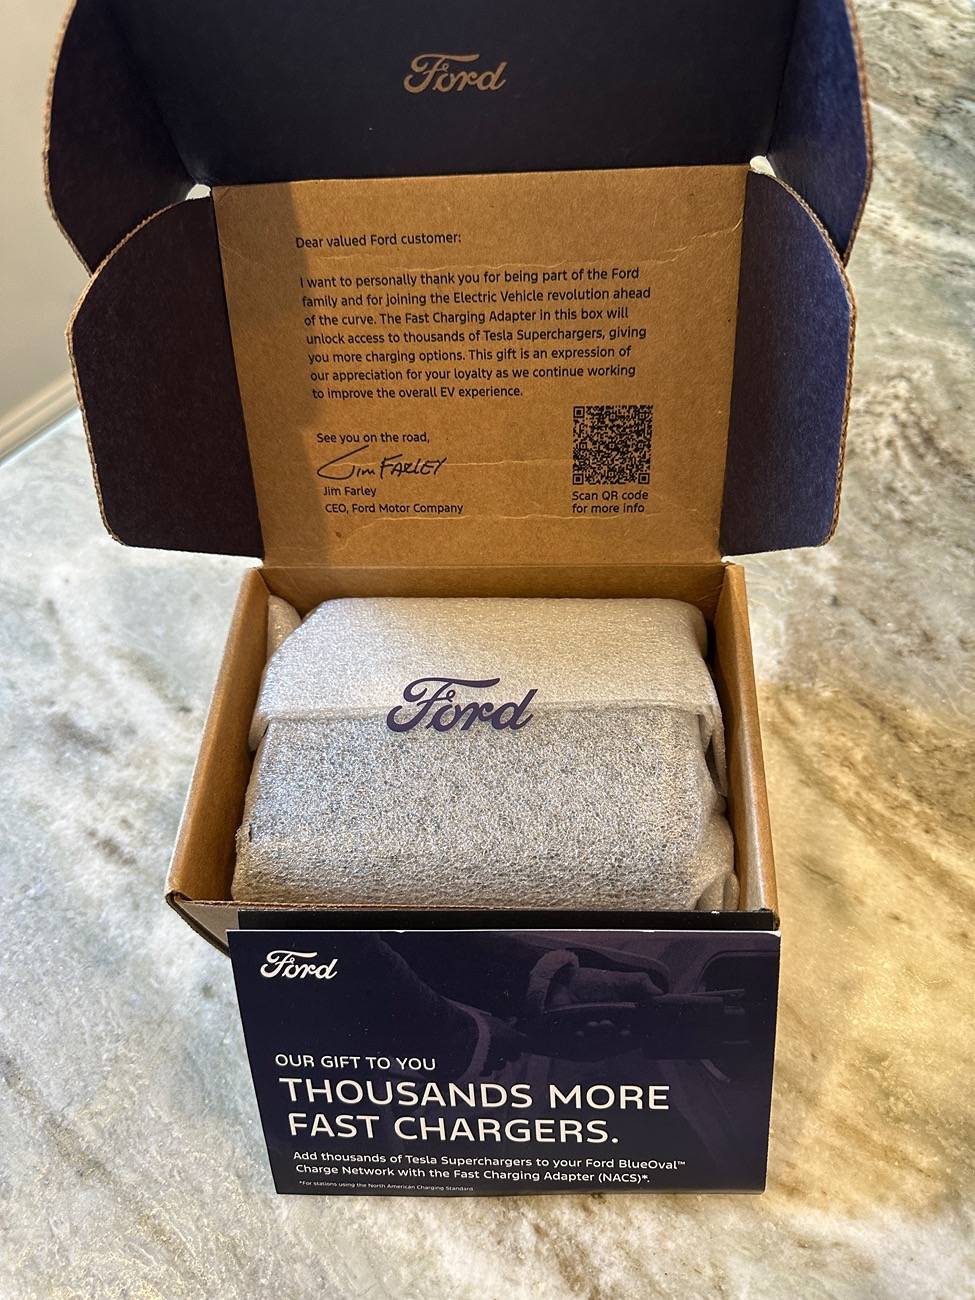 Ford
Dear valued Ford customer:
I want to personally thank you for being part of the Ford
family and for joining the Electric Vehicle revolution ahead
of the curve. The Fast Charging Adapter in this box will
unlock access to thousands of Tesla Superchargers, giving
you more charging options. This gift is an expression of
our appreciation for your loyalty as we continue working
to improve the overall EV experience.
See you on the road,
Jim FARLEY
Jim Farley
CEO, Ford Motor Company
Scan QR code
for more info
Ford
Ford
OUR GIFT TO YOU
THOUSANDS MORE
FAST CHARGERS.
Add thousands of Tesla Superchargers to your Ford BlueOval™
Charge Network with the Fast Charging Adapter (NACS)*.
*For stations using the North American Charging Standard.